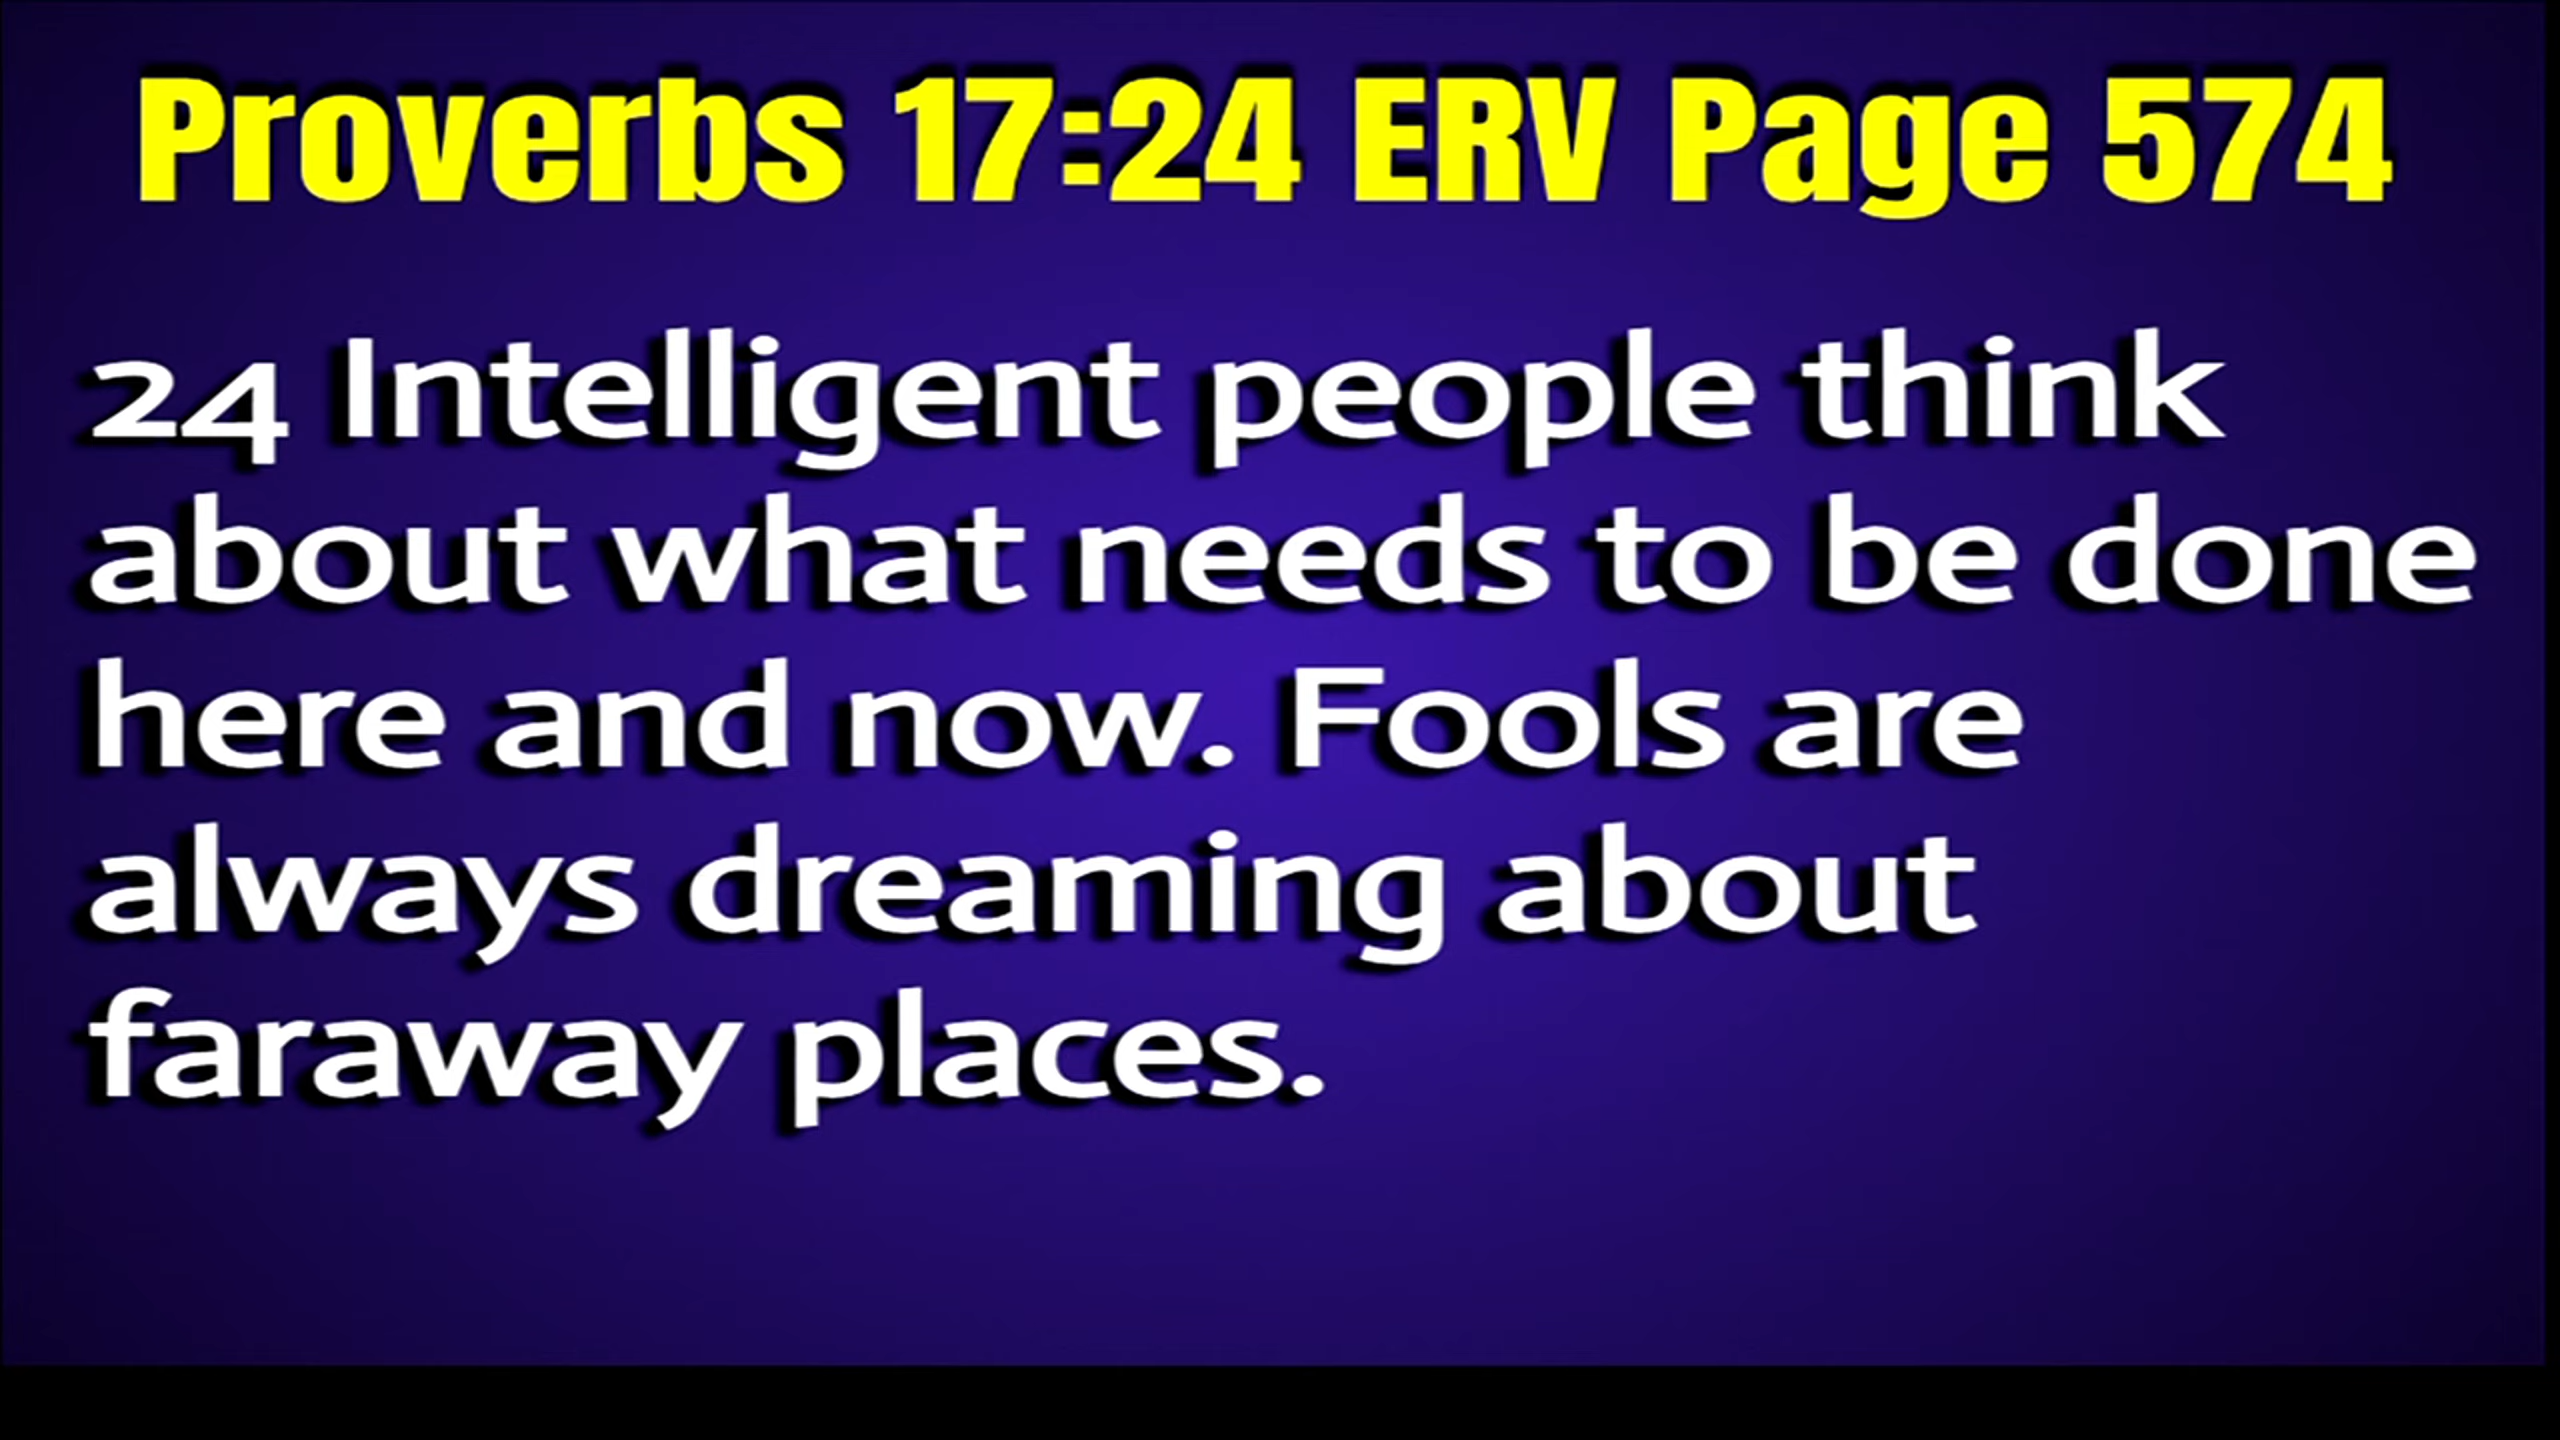 Proverbs 17:24 ERV Page 574
24 Intelligent people think
about what needs to be done
here and now. Fools are
always dreaming about
faraway places.